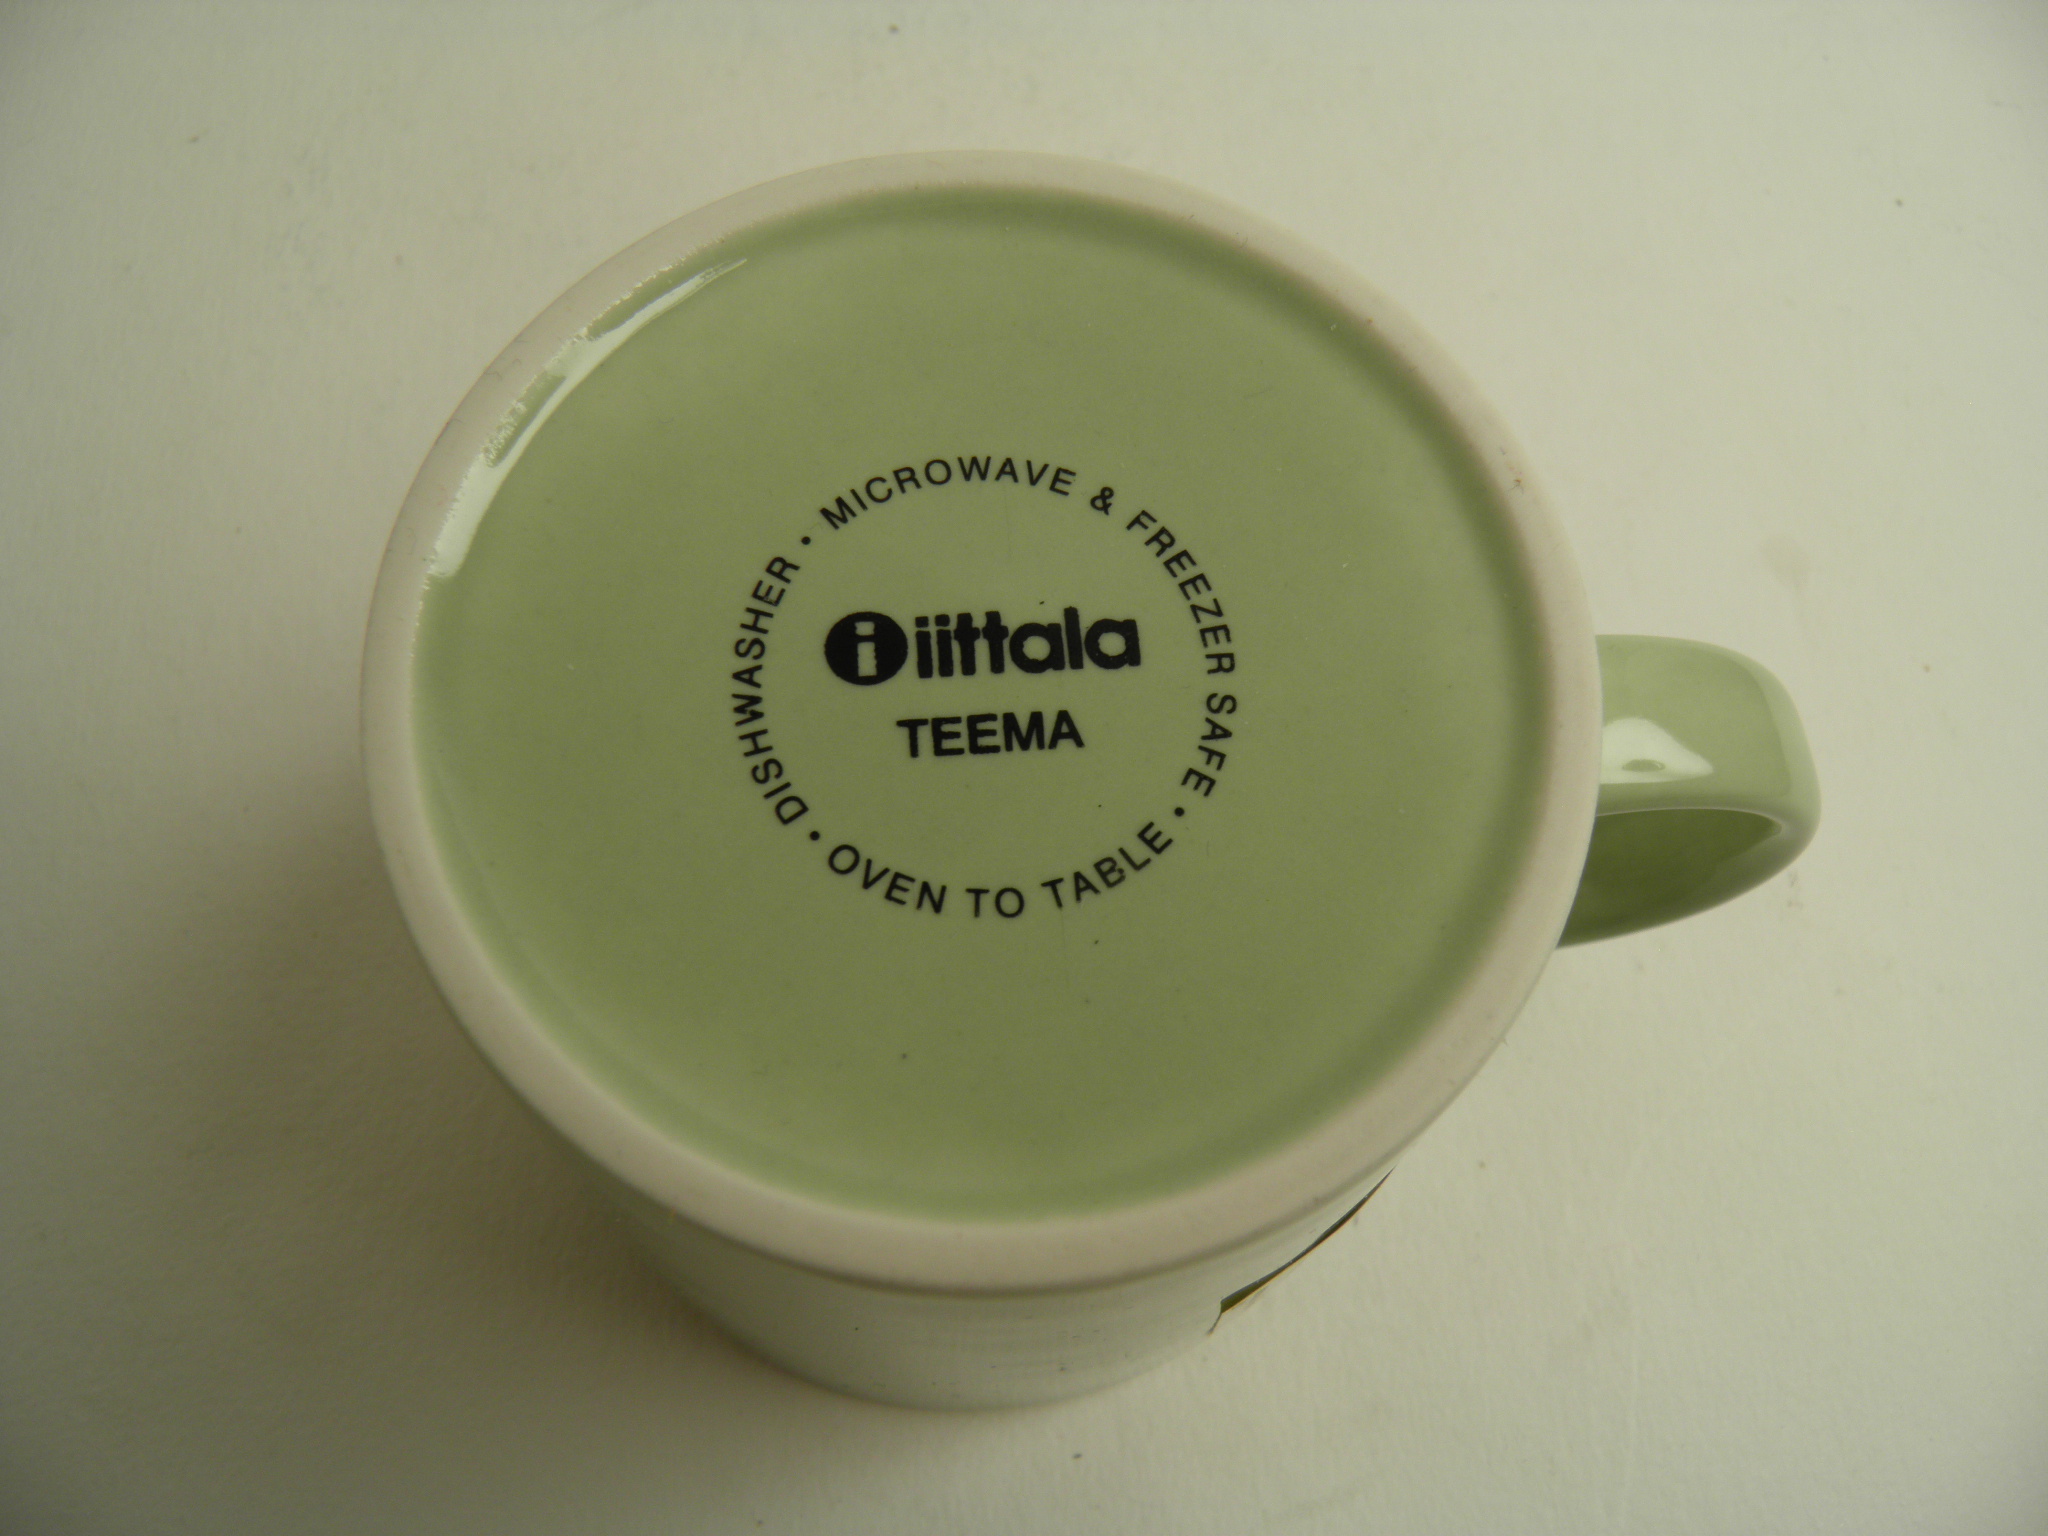 DISHWASHER • MICROWAVE & FREEZER SAFE • OVEN TO TABLE •
i iittala
TEEMA